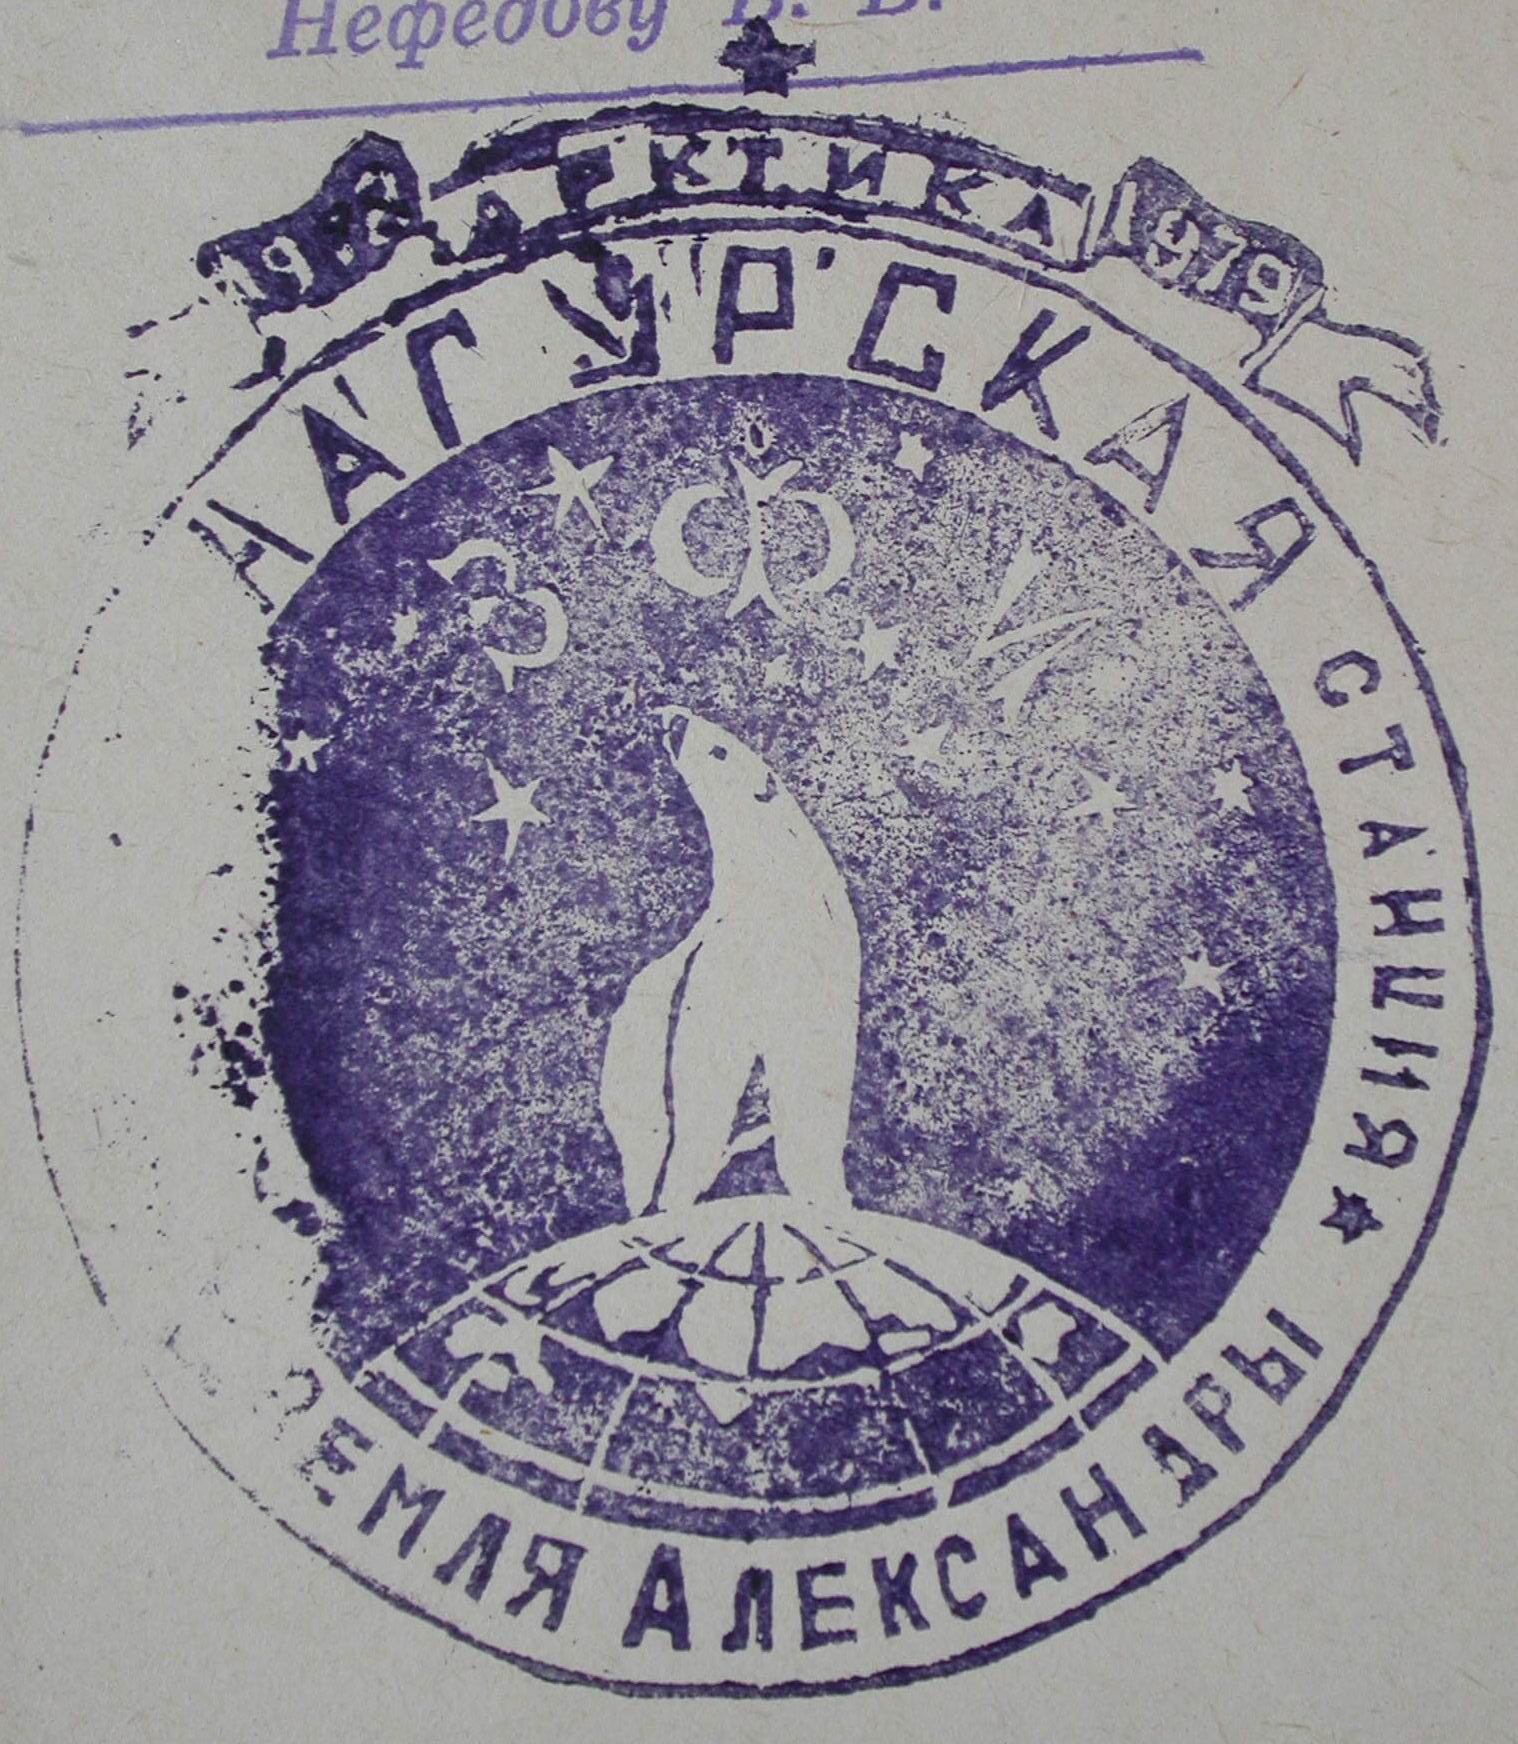 Нефедову В. В.
АРКТИКА
1979
НАГУРСКАЯ
СТАНЦИЯ
ЗФИ
ЗЕМЛЯ АЛЕКСАНДРЫ